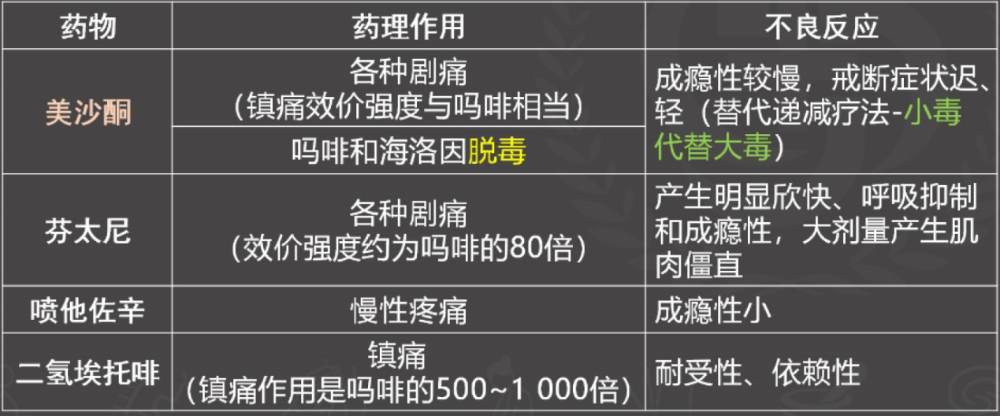 药物
药理作用
不良反应
美沙酮
各种剧痛
（镇痛效价强度与吗啡相当）
吗啡和海洛因脱毒
成瘾性较慢，戒断症状迟、
轻（替代递减疗法-小毒
代替大毒）
芬太尼
各种剧痛
（效价强度约为吗啡的80倍）
产生明显欣快、呼吸抑制
和成瘾性，大剂量产生肌
肉僵直
喷他佐辛
慢性疼痛
成瘾性小
二氢埃托啡
镇痛
（镇痛作用是吗啡的500~1 000倍）
耐受性、依赖性